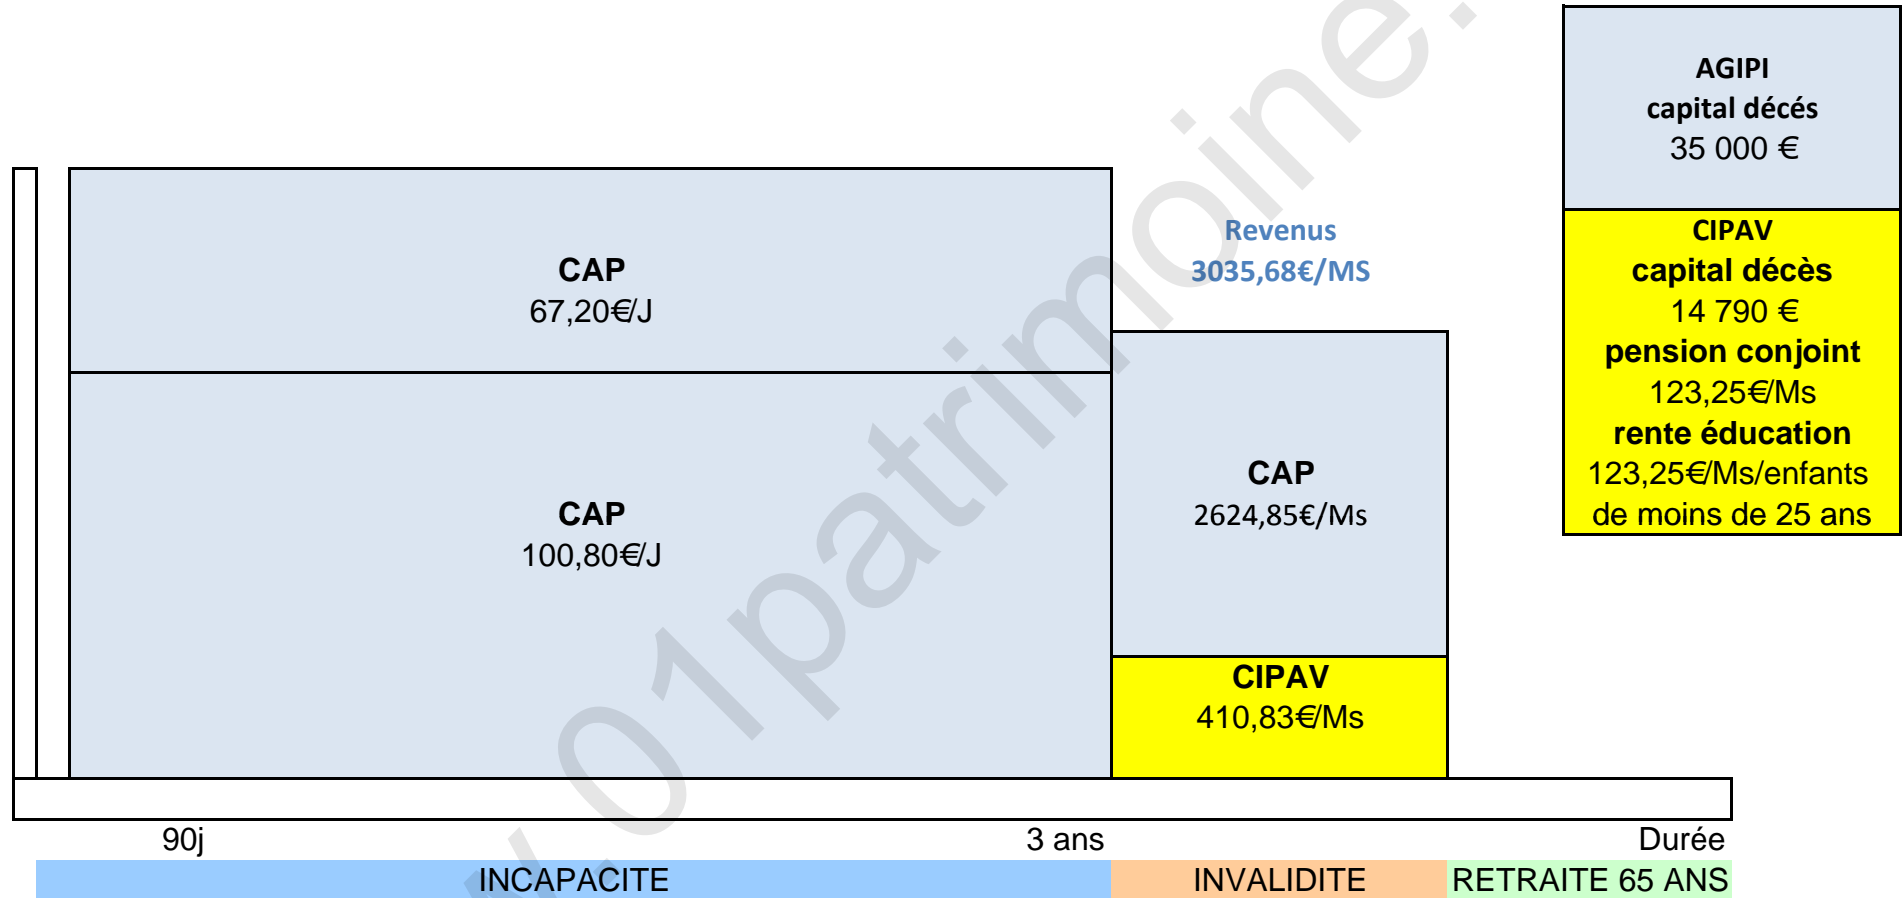 AGIPI
capital décés
35 000 €
CIPAV
capital décès
14 790 €
pension conjoint
123,25€/Ms
rente éducation
123,25€/Ms/enfants
de moins de 25 ans
CAP
67,20€/J
Revenus
3035,68€/MS
CAP
100,80€/J
CAP
2624,85€/Ms
CIPAV
410,83€/Ms
90j
3 ans
Durée
INCAPACITE
INVALIDITE
RETRAITE 65 ANS
01patrimoine.